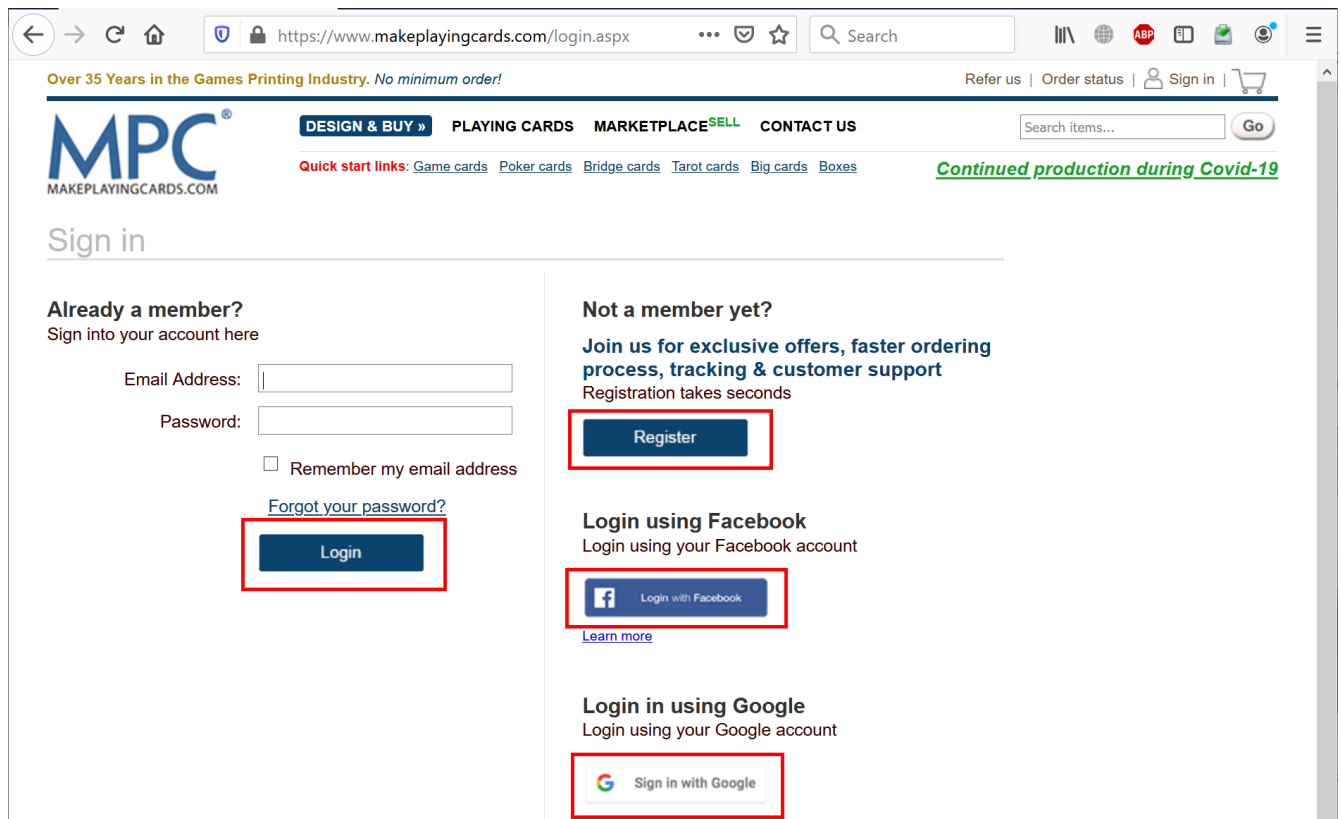 https://www.makeplayingcards.com/login.aspx
Search
ABP
Over 35 Years in the Games Printing Industry. No minimum order!
Refer us | Order status | Sign in |
MPC®
MAKEPLAYINGCARDS.COM
DESIGN & BUY » PLAYING CARDS MARKETPLACE SELL CONTACT US
Search items... Go
Quick start links: Game cards Poker cards Bridge cards Tarot cards Big cards Boxes
Continued production during Covid-19
Sign in
Already a member?
Sign into your account here
Email Address:
Password:
Remember my email address
Forgot your password?
Login
Not a member yet?
Join us for exclusive offers, faster ordering
process, tracking & customer support
Registration takes seconds
Register
Login using Facebook
Login using your Facebook account
Login with Facebook
Learn more
Login in using Google
Login using your Google account
Sign in with Google